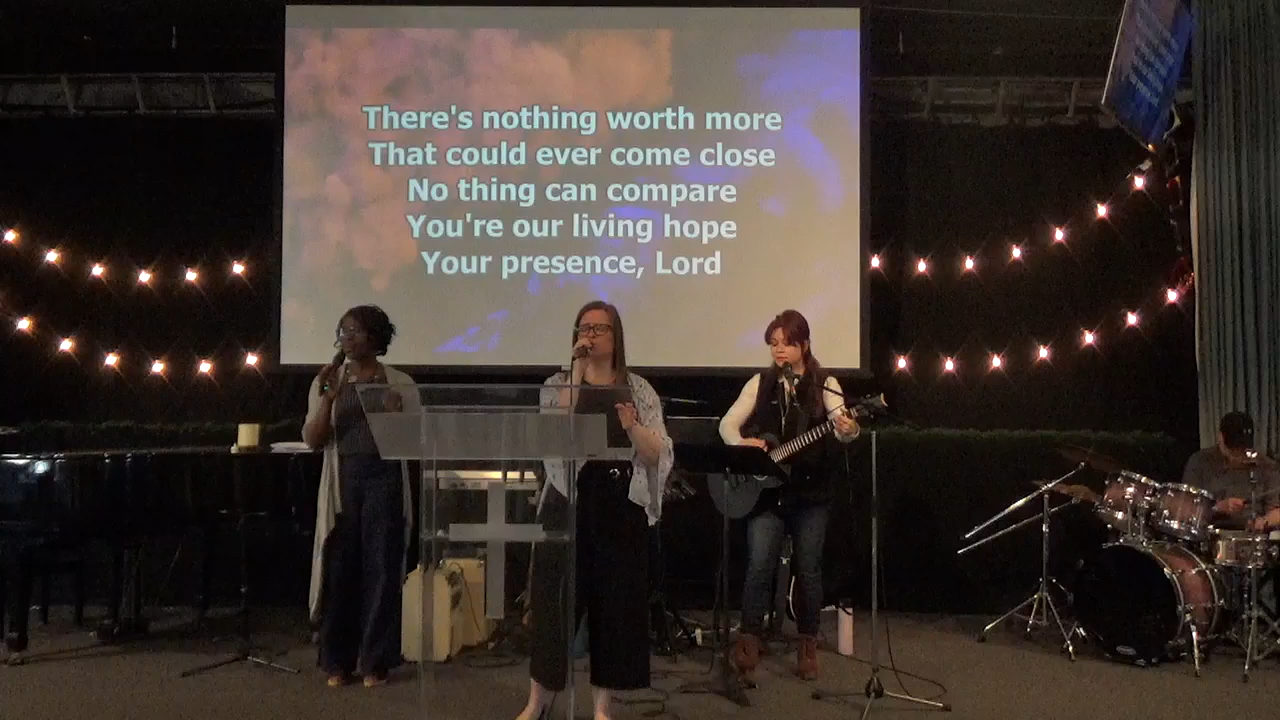 There's nothing worth more
That could ever come close
No thing can compare
You're our living hope
Your presence, Lord